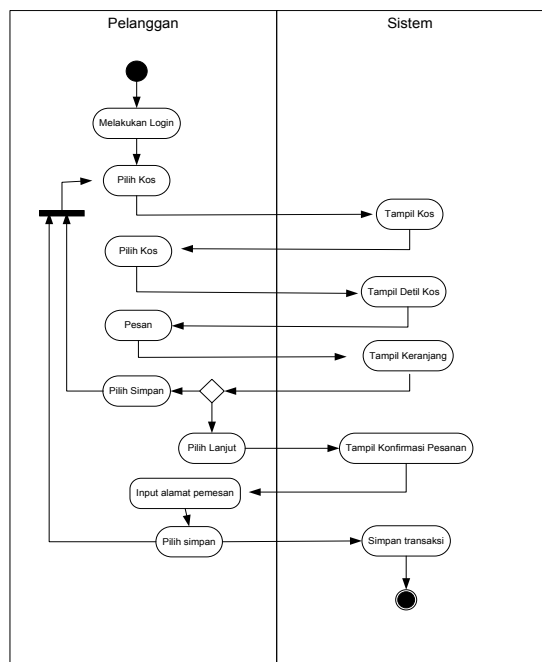 Pelanggan
Sistem
Melakukan Login
Pilih Kos
Tampil Kos
Pilih Kos
Tampil Detil Kos
Pesan
Tampil Keranjang
Pilih Simpan
Pilih Lanjut
Tampil Konfirmasi Pesanan
Input alamat pemesan
Pilih simpan
Simpan transaksi